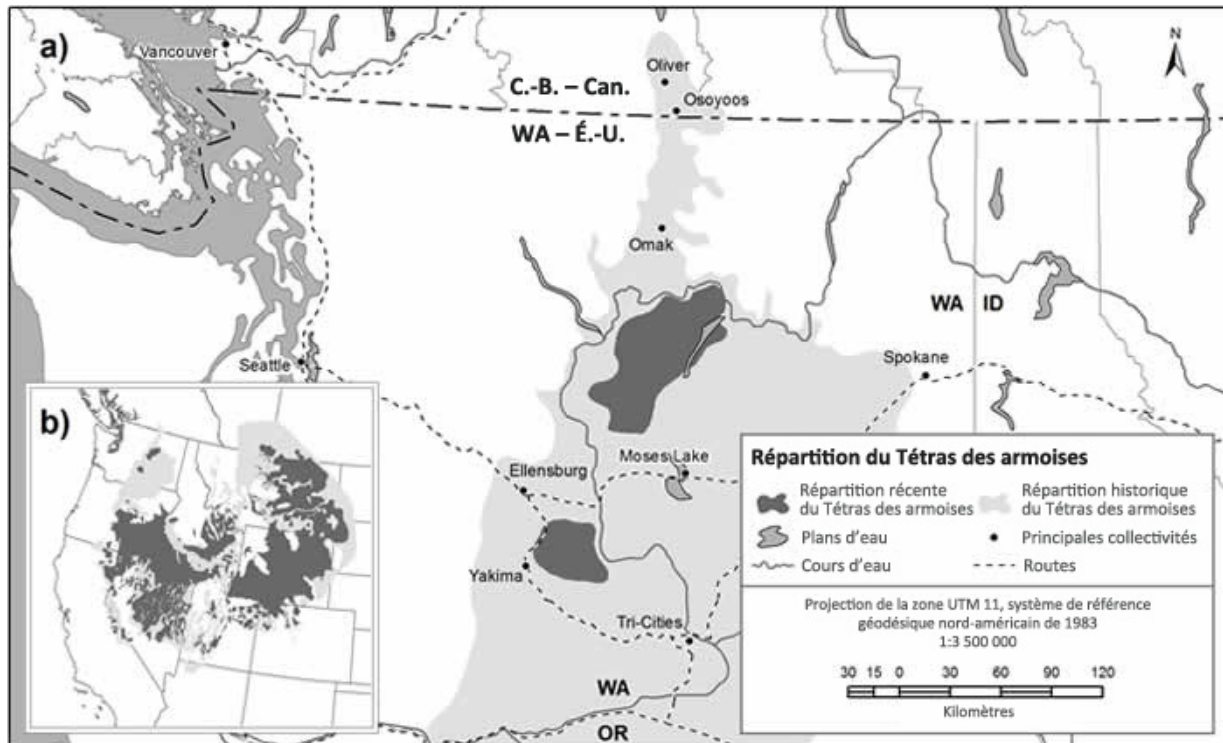 a)
N
Vancouver
Oliver
C.-B. – Can.
Osoyoos
WA – É.-U.
Omak
WA
ID
Seattle
Spokane
b)
Moses Lake
Ellensburg
Yakima
Tri-Cities
WA
OR
Répartition du Tétras des armoises
Répartition récente
du Tétras des armoises
Répartition historique
du Tétras des armoises
Plans d'eau
Principales collectivités
Cours d'eau
Routes
Projection de la zone UTM 11, système de référence
géodésique nord-américain de 1983
1:3 500 000
30 15 0 30 60 90 120
Kilomètres